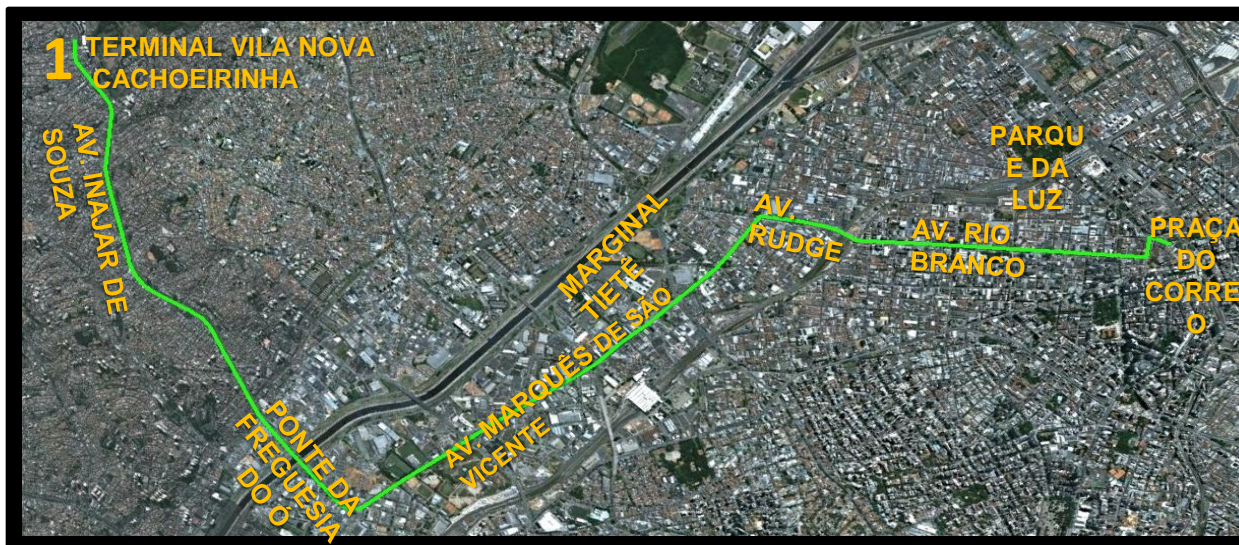 1
TERMINAL VILA NOVA
CACHOEIRINHA
AV. INAJAR DE
SOUZA
PONTE DA
FREGUESIA
DO Ó
MARGINAL
TIETÊ
AV. MARQUÊS DE SÃO
VICENTE
AV.
RUDGE
AV. RIO
BRANCO
PARQU
E DA
LUZ
PRAÇA
DO
CORRE
O